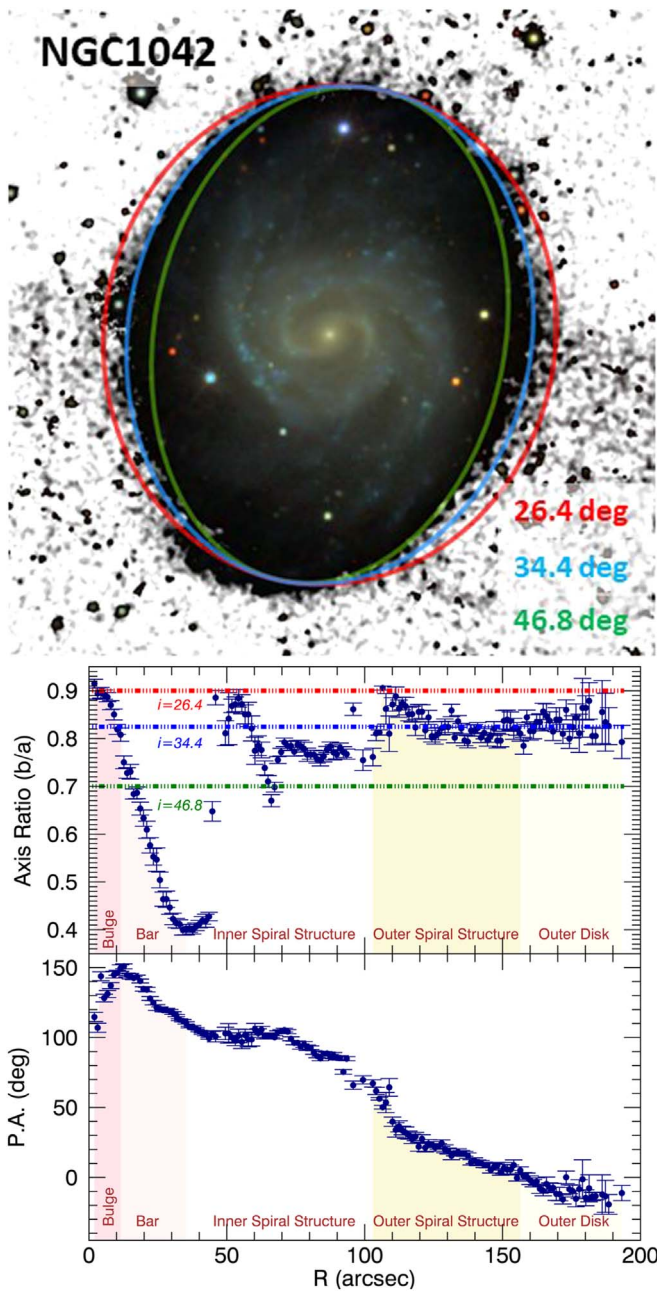 NGC1042
26.4 deg
34.4 deg
46.8 deg
Axis Ratio (b/a)
0.9
0.8
0.7
0.6
0.5
0.4
i=26.4
i=34.4
i=46.8
Bulge
Bar
Inner Spiral Structure
Outer Spiral Structure
Outer Disk
P.A. (deg)
150
100
50
0
Bulge
Bar
Inner Spiral Structure
Outer Spiral Structure
Outer Disk
0 50 100 150 200
R (arcsec)